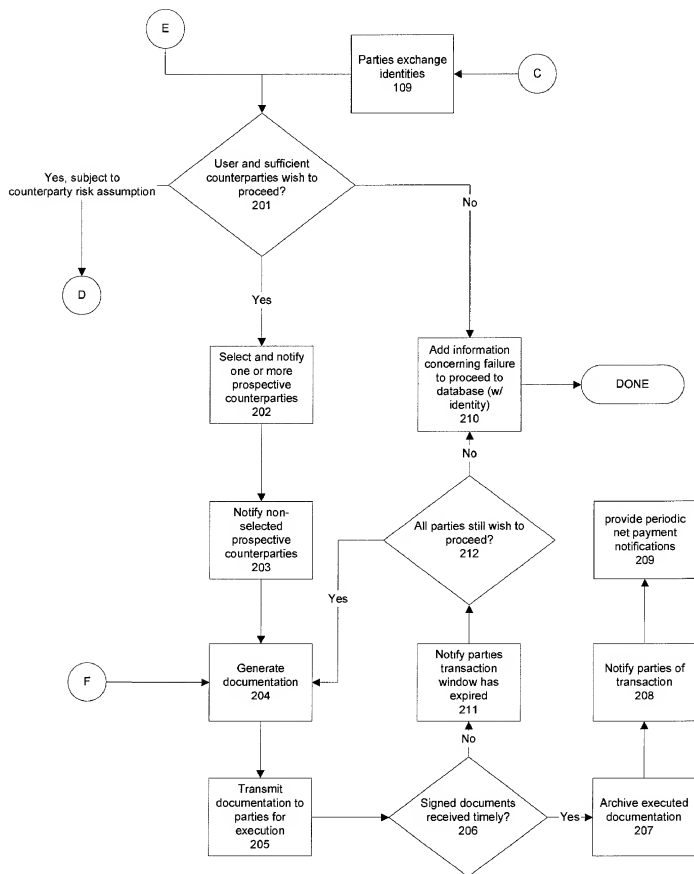 E
Parties exchange
identities
109
C
User and sufficient
counterparties wish to
proceed?
201
Yes, subject to
counterparty risk assumption
No
D
Yes
Select and notify
one or more
prospective
counterparties
202
Add information
concerning failure
to proceed to
database (w/
identity)
210
DONE
No
Notify non-
selected
prospective
counterparties
203
All parties still wish to
proceed?
212
provide periodic
net payment
notifications
209
Yes
F
Generate
documentation
204
Notify parties
transaction
window has
expired
211
Notify parties of
transaction
208
No
Transmit
documentation to
parties for
execution
205
Signed documents
received timely?
206
Yes
Archive executed
documentation
207